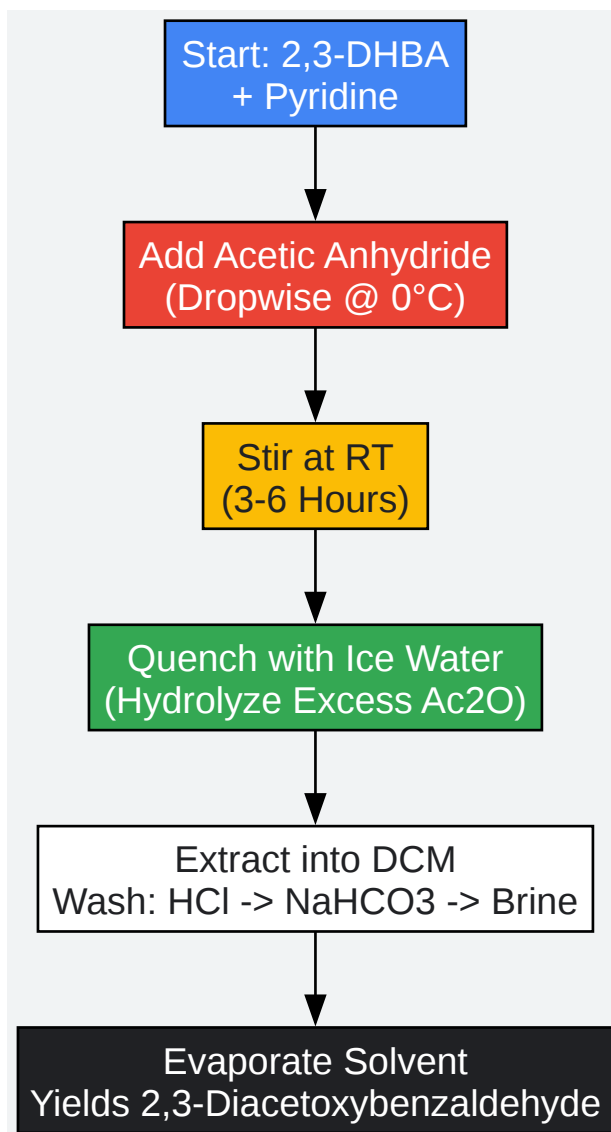 Start: 2,3-DHBA
+ Pyridine
Add Acetic Anhydride
(Dropwise @ 0°C)
Stir at RT
(3-6 Hours)
Quench with Ice Water
(Hydrolyze Excess Ac2O)
Extract into DCM
Wash: HCl -> NaHCO3 -> Brine
Evaporate Solvent
Yields 2,3-Diacetoxybenzaldehyde